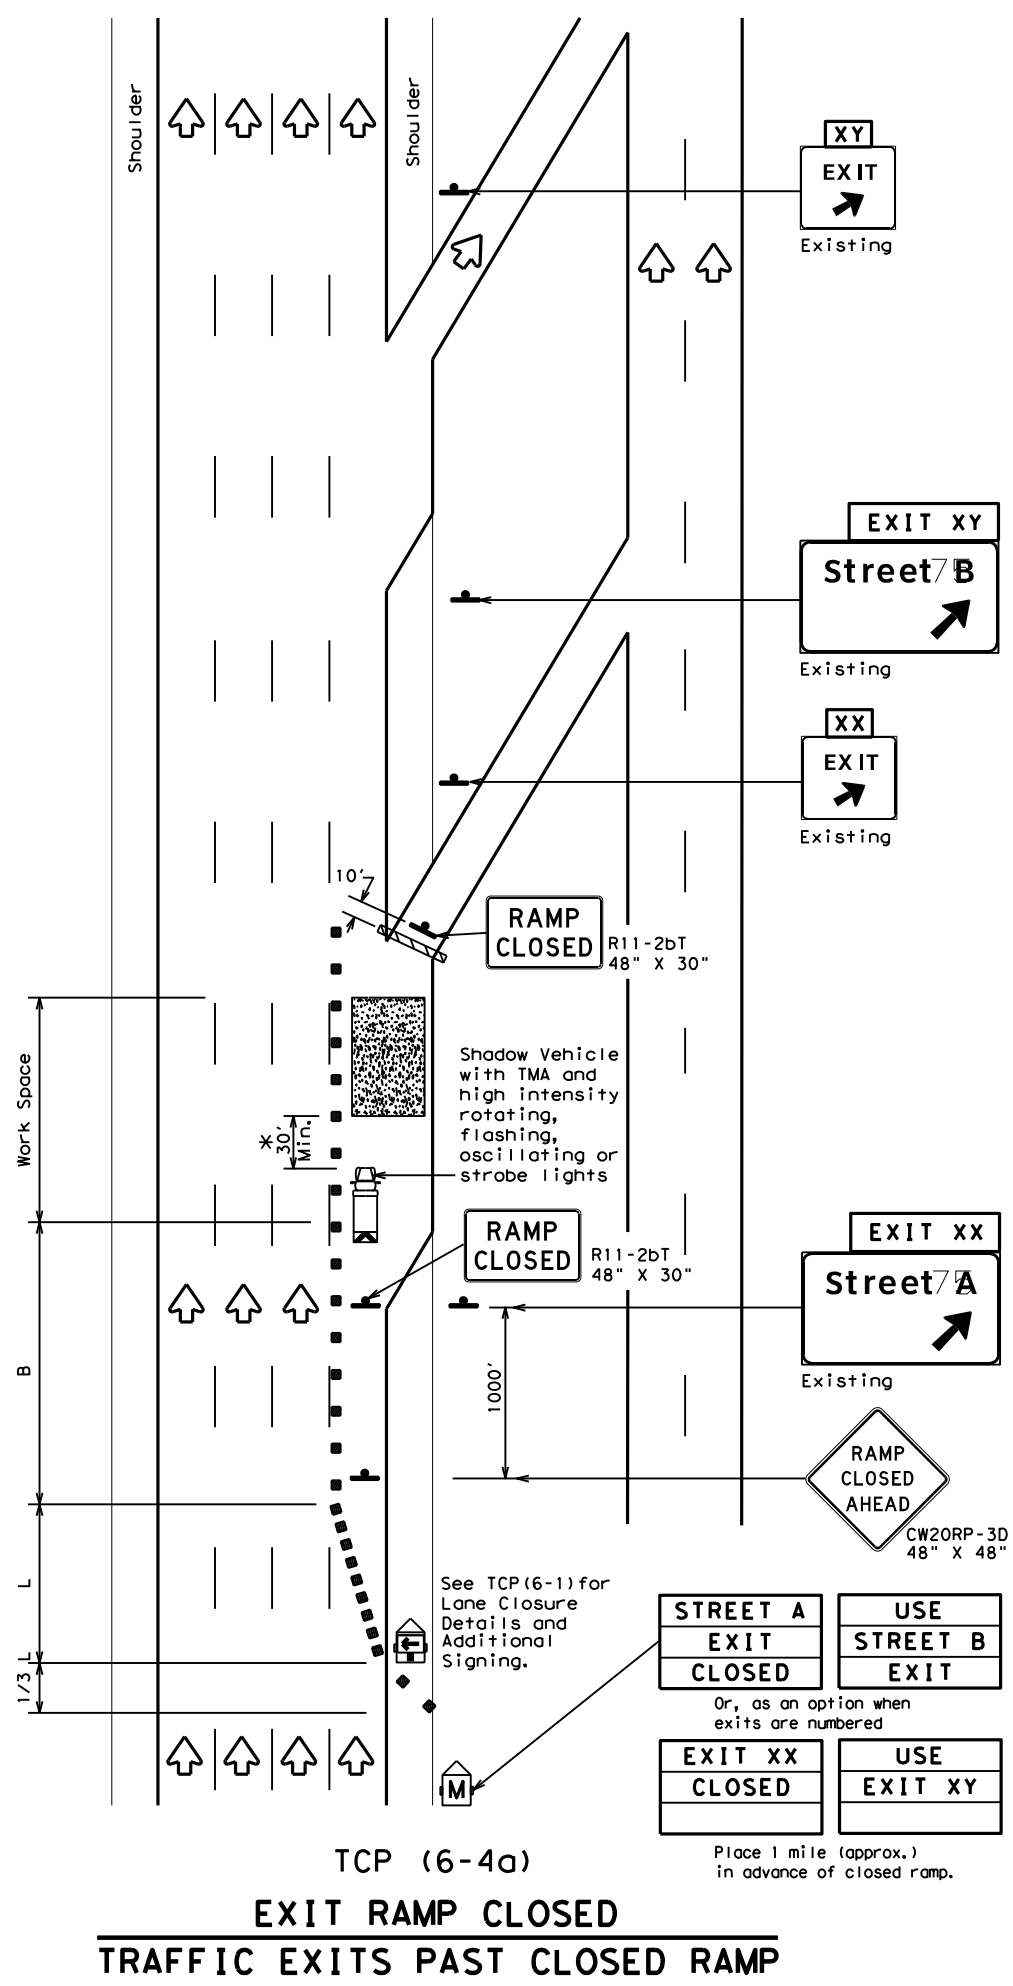 Shoulder
Shoulder
XY
EXIT
Existing
EXIT XY
Street B
Existing
XX
EXIT
Existing
10'
RAMP
CLOSED
R11-2bT
48" X 30"
Work Space
*
30'
Min.
Shadow Vehicle
with TMA and
high intensity
rotating,
flashing,
oscillating or
strobe lights
RAMP
CLOSED
R11-2bT
48" X 30"
EXIT XX
Street A
Existing
B
1000'
RAMP
CLOSED
AHEAD
CW20RP-3D
48" X 48"
L
See TCP(6-1)for
Lane Closure
Details and
Additional
Signing.
1/3 L
STREET A
EXIT
CLOSED
USE
STREET B
EXIT
Or, as an option when
exits are numbered
EXIT XX
CLOSED
USE
EXIT XY
M
Place 1 mile (approx.)
in advance of closed ramp.
TCP (6-4a)
EXIT RAMP CLOSED
TRAFFIC EXITS PAST CLOSED RAMP